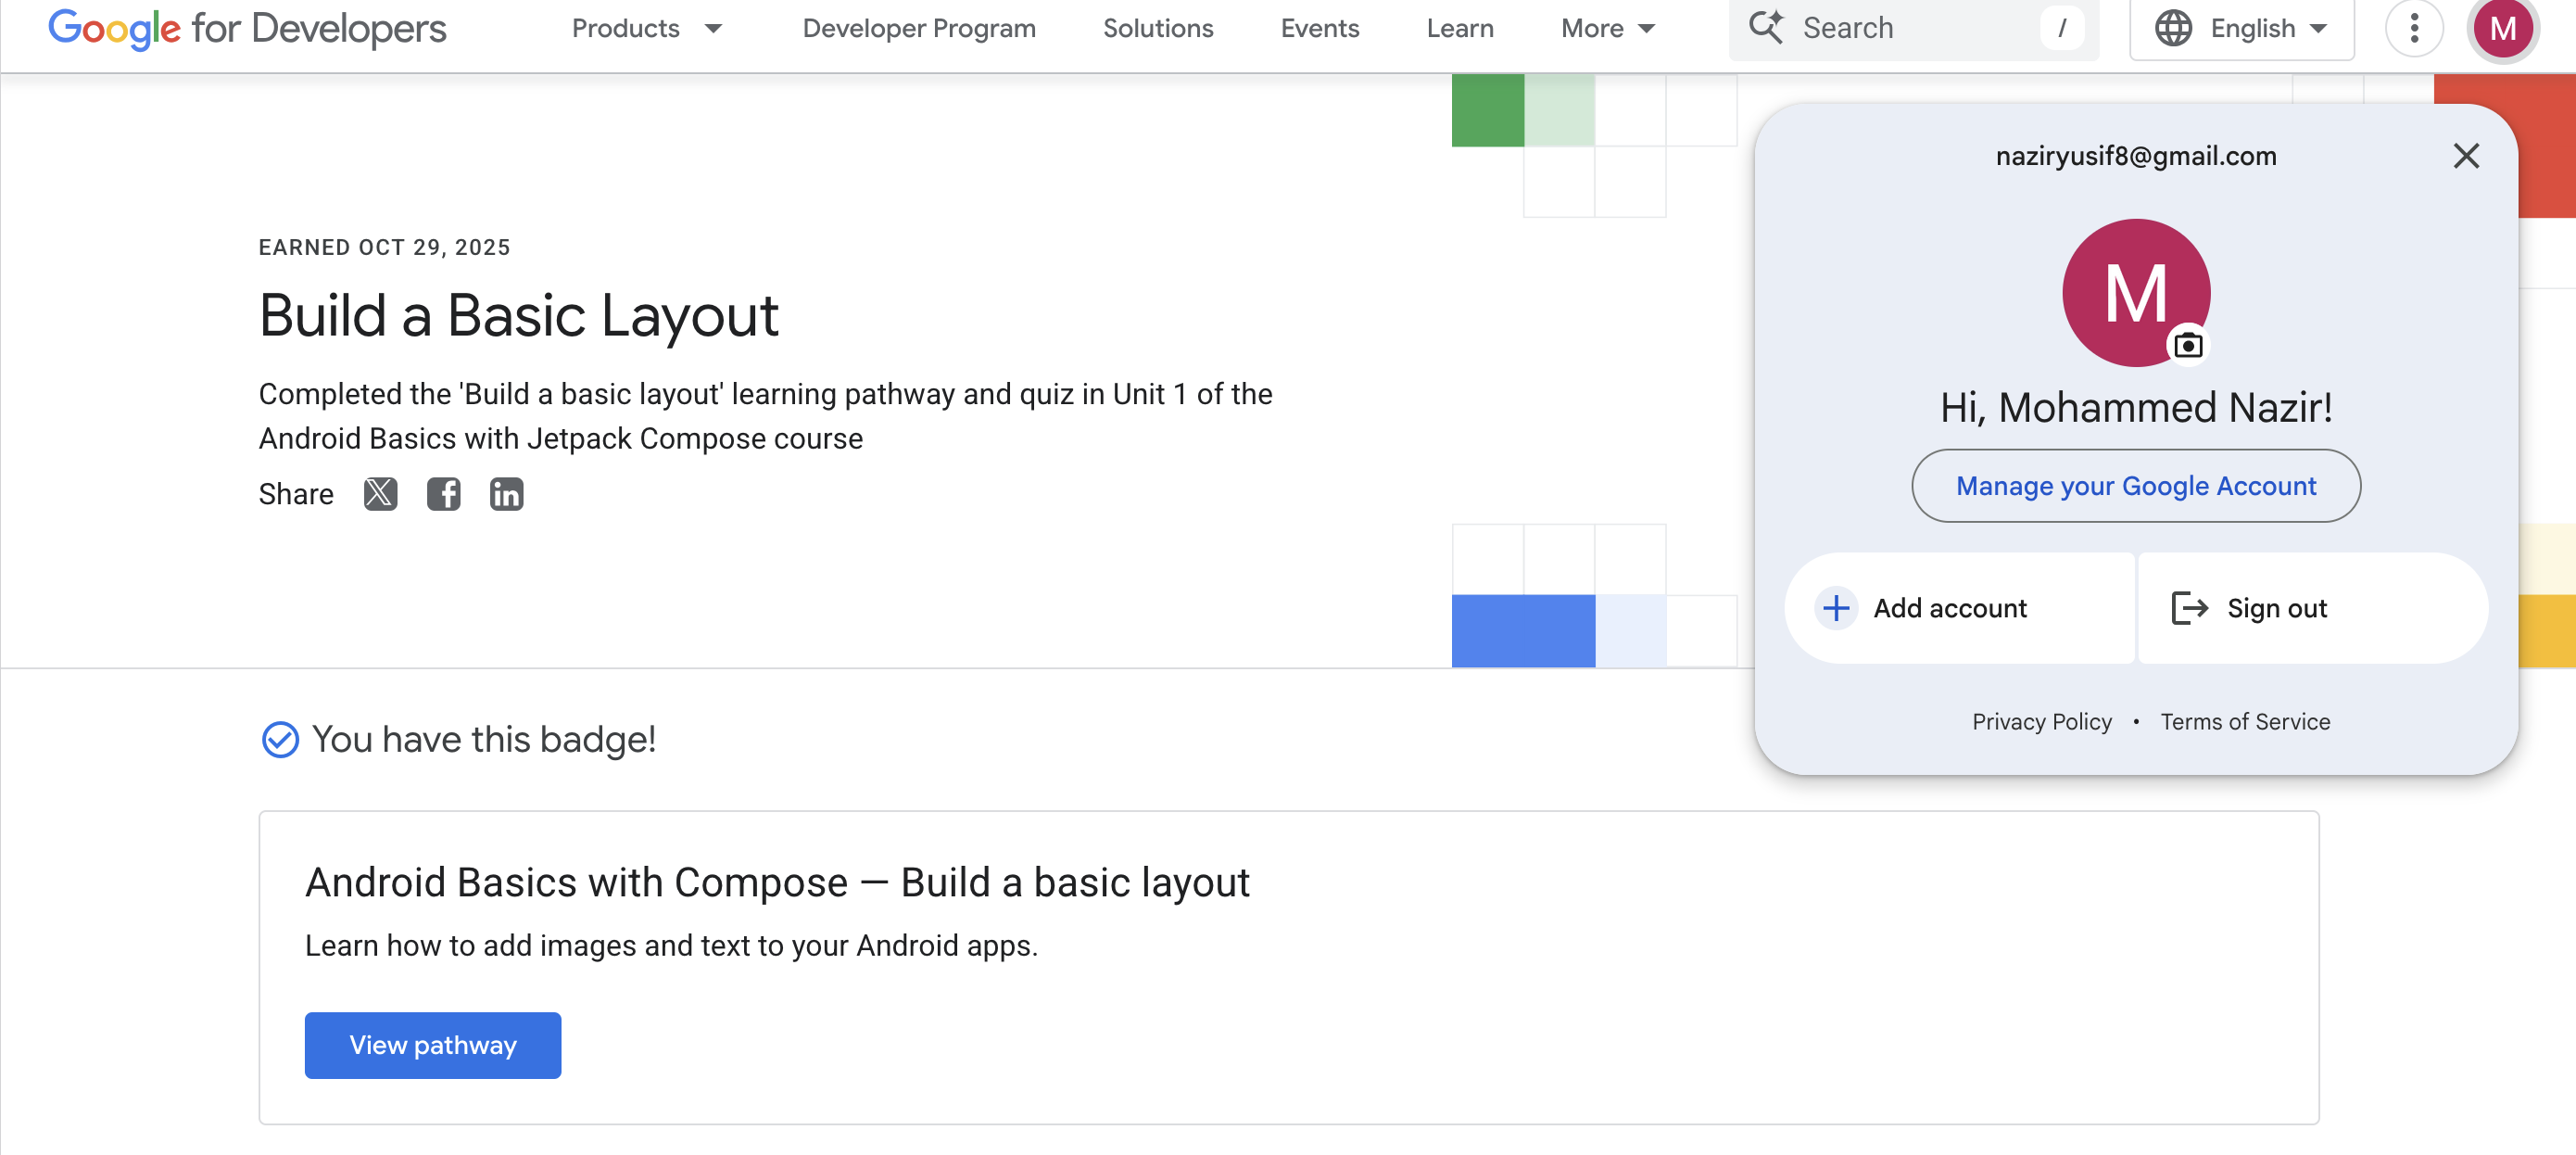 Google for Developers
Products
Developer Program
Solutions
Events
Learn
More
Search
/
English
M
EARNED OCT 29, 2025
Build a Basic Layout
Completed the 'Build a basic layout' learning pathway and quiz in Unit 1 of the
Android Basics with Jetpack Compose course
Share
naziryusif8@gmail.com
M
Hi, Mohammed Nazir!
Manage your Google Account
Add account
Sign out
Privacy Policy • Terms of Service
You have this badge!
Android Basics with Compose — Build a basic layout
Learn how to add images and text to your Android apps.
View pathway